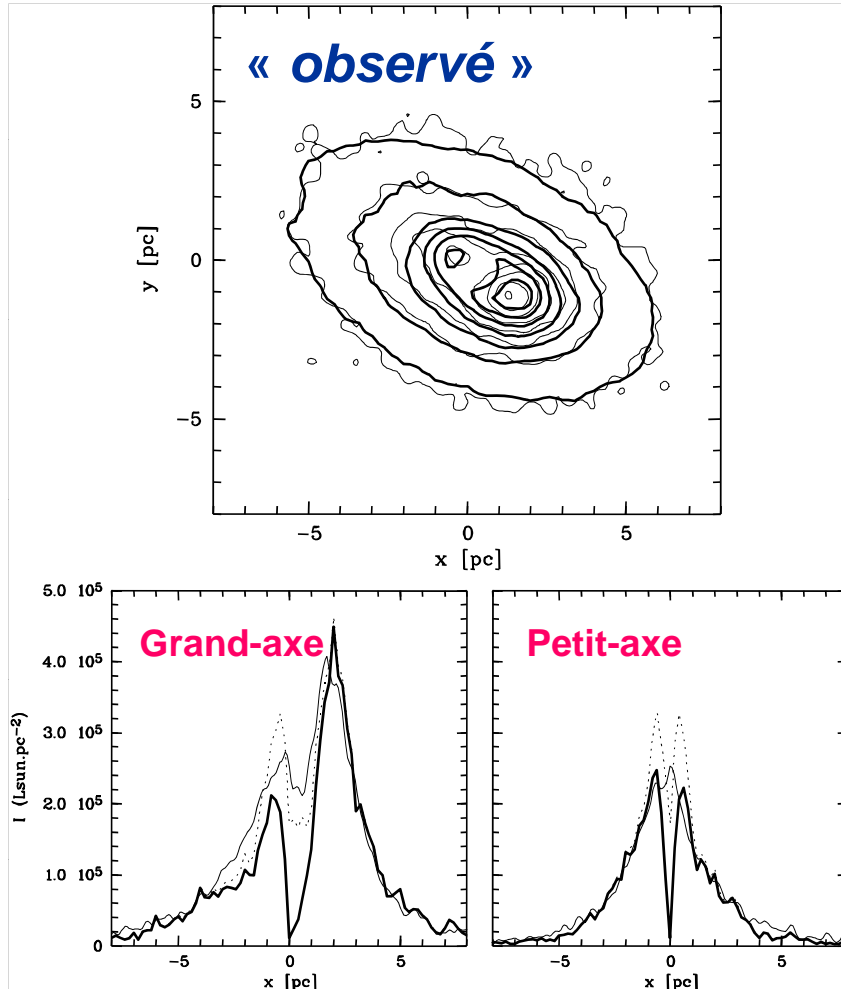 « observé »
5
0
-5
y [pc]
-5 0 5
x [pc]
5.0 10⁵
4.0 10⁵
3.0 10⁵
2.0 10⁵
1.0 10⁵
0
I (Lsun.pc⁻²)
Grand-axe
Petit-axe
-5 0 5
-5 0 5
x [pc]
x [pc]